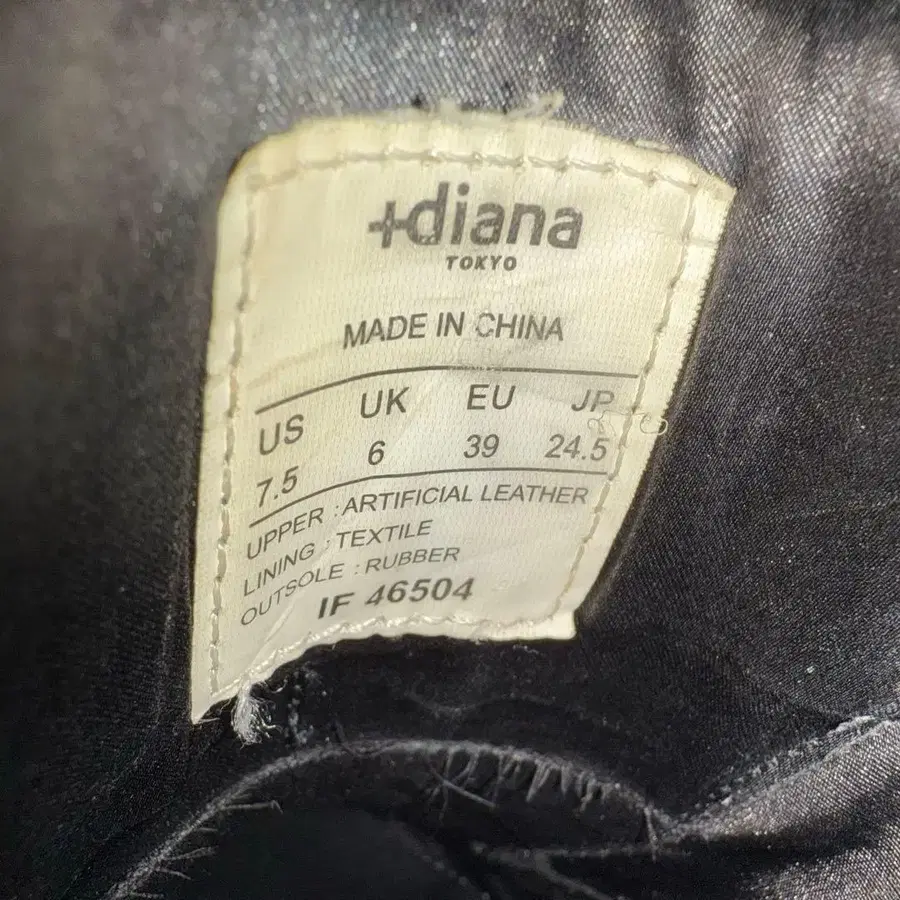 +diana
TOKYO
MADE IN CHINA
US UK EU JP
7.5 6 39 24.5
UPPER : ARTIFICIAL LEATHER
LINING : TEXTILE
OUTSOLE : RUBBER
IF 46504